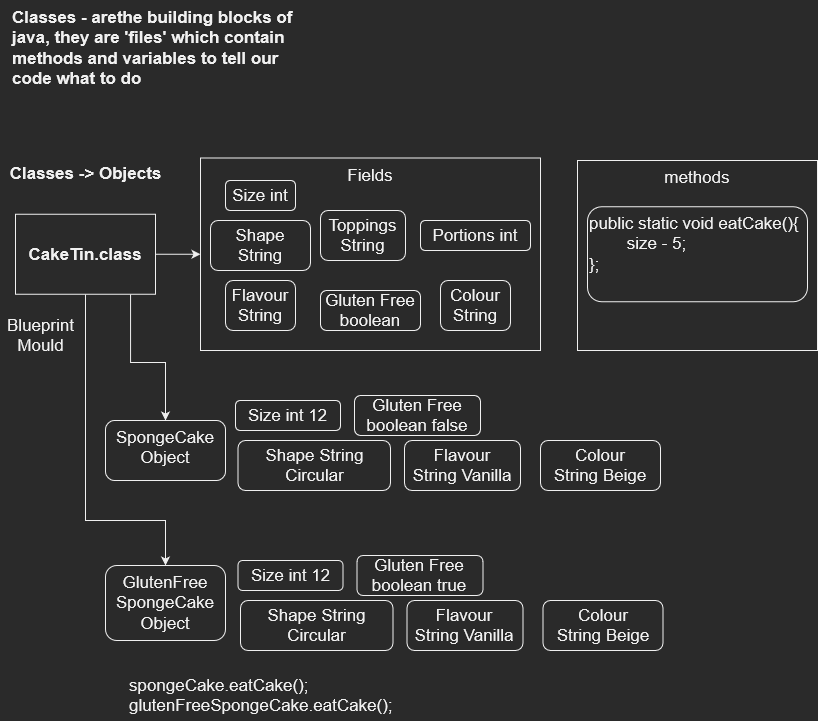 Classes - arethe building blocks of
java, they are 'files' which contain
methods and variables to tell our
code what to do
Classes -> Objects
Fields
methods
Size int
Shape
String
Toppings
String
Portions int
Flavour
String
Gluten Free
boolean
Colour
String
public static void eatCake(){
size - 5;
};
CakeTin.class
Blueprint
Mould
SpongeCake
Object
Size int 12
Gluten Free
boolean false
Shape String
Circular
Flavour
String Vanilla
Colour
String Beige
GlutenFree
SpongeCake
Object
Size int 12
Gluten Free
boolean true
Shape String
Circular
Flavour
String Vanilla
Colour
String Beige
spongeCake.eatCake();
glutenFreeSpongeCake.eatCake();